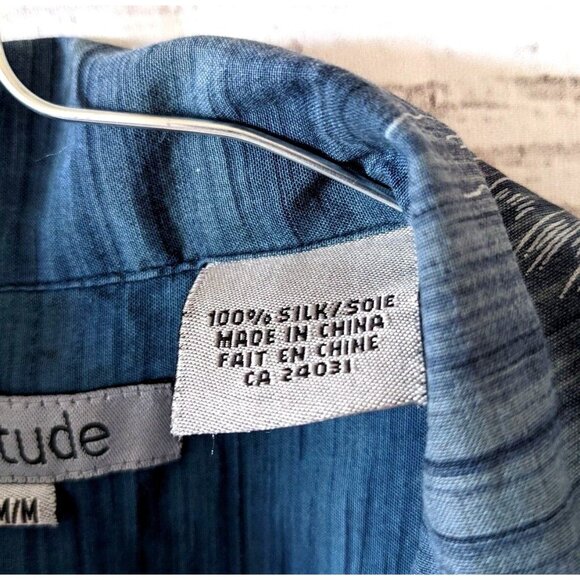 100% SILK/SOIE
MADE IN CHINA
FAIT EN CHINE
CA 24031
tude
M/M